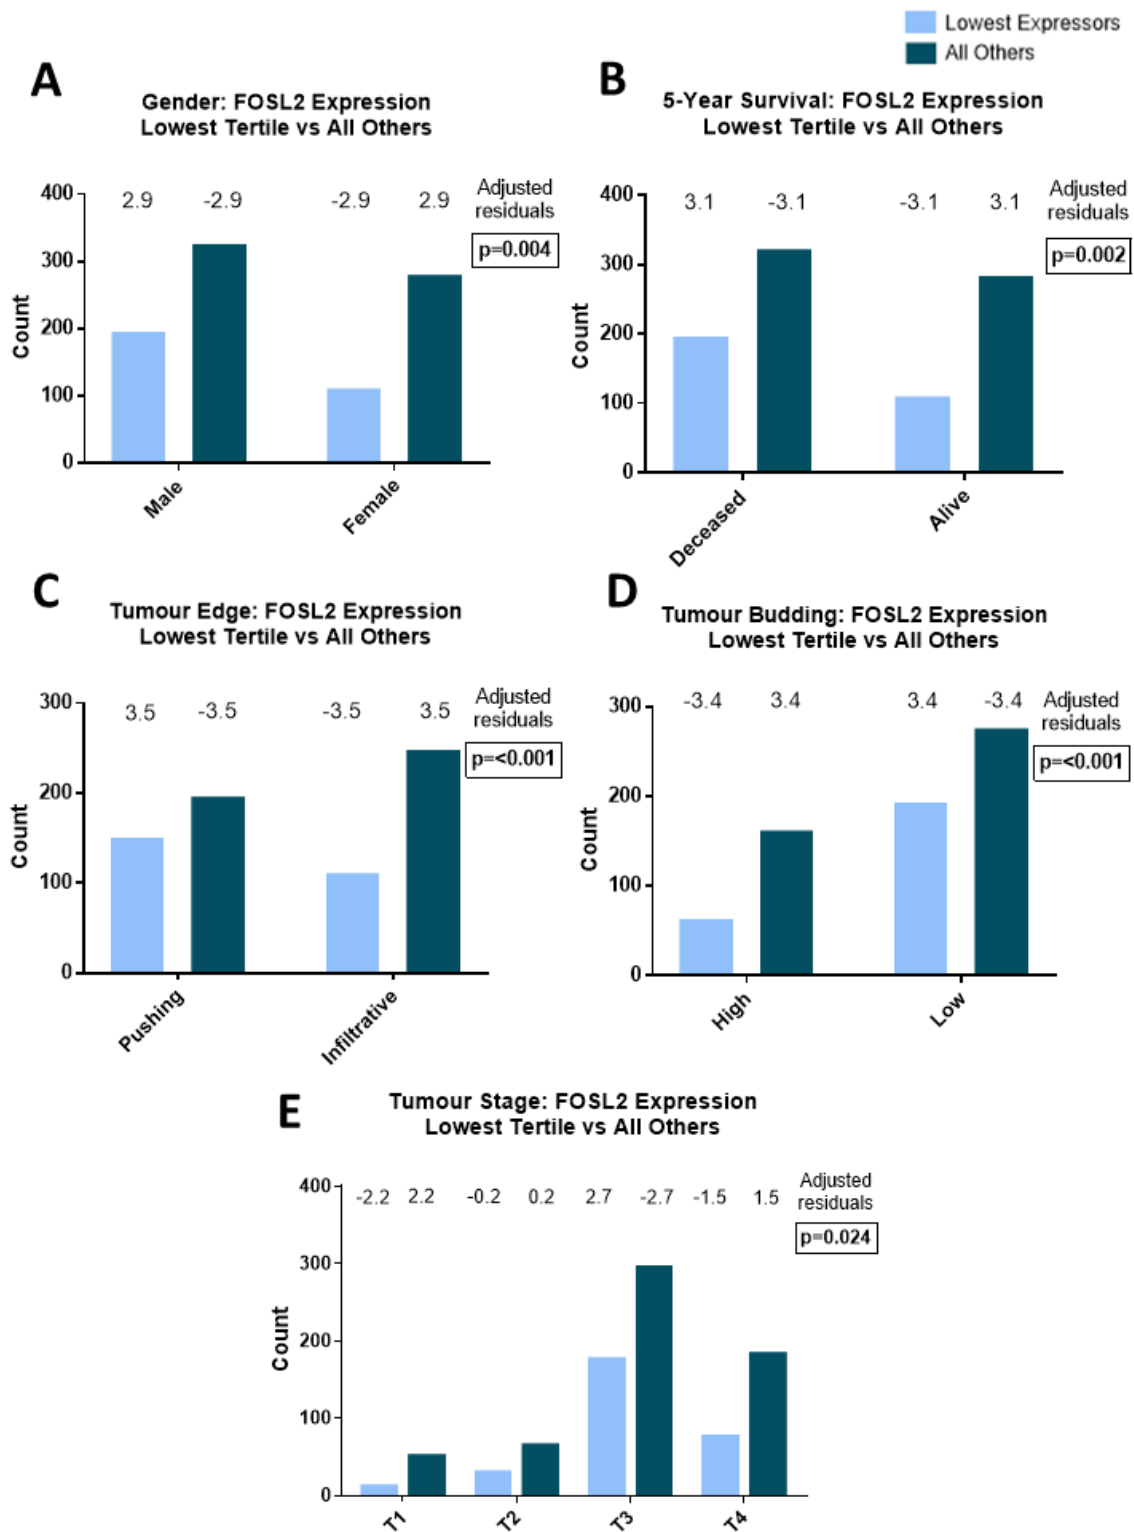 Lowest Expressors
All Others
A
Gender: FOSL2 Expression
Lowest Tertile vs All Others
400
300
200
100
0
Count
2.9 -2.9 -2.9 2.9
Adjusted
residuals
p=0.004
Male Female
B
5-Year Survival: FOSL2 Expression
Lowest Tertile vs All Others
400
300
200
100
0
Count
3.1 -3.1 -3.1 3.1
Adjusted
residuals
p=0.002
Deceased Alive
C
Tumour Edge: FOSL2 Expression
Lowest Tertile vs All Others
300
200
100
0
Count
3.5 -3.5 -3.5 3.5
Adjusted
residuals
p=<0.001
Pushing Infiltrative
D
Tumour Budding: FOSL2 Expression
Lowest Tertile vs All Others
300
200
100
0
Count
-3.4 3.4 3.4 -3.4
Adjusted
residuals
p=<0.001
High Low
E
Tumour Stage: FOSL2 Expression
Lowest Tertile vs All Others
400
300
200
100
0
Count
-2.2 2.2 -0.2 0.2 2.7 -2.7 -1.5 1.5
Adjusted
residuals
p=0.024
T1 T2 T3 T4